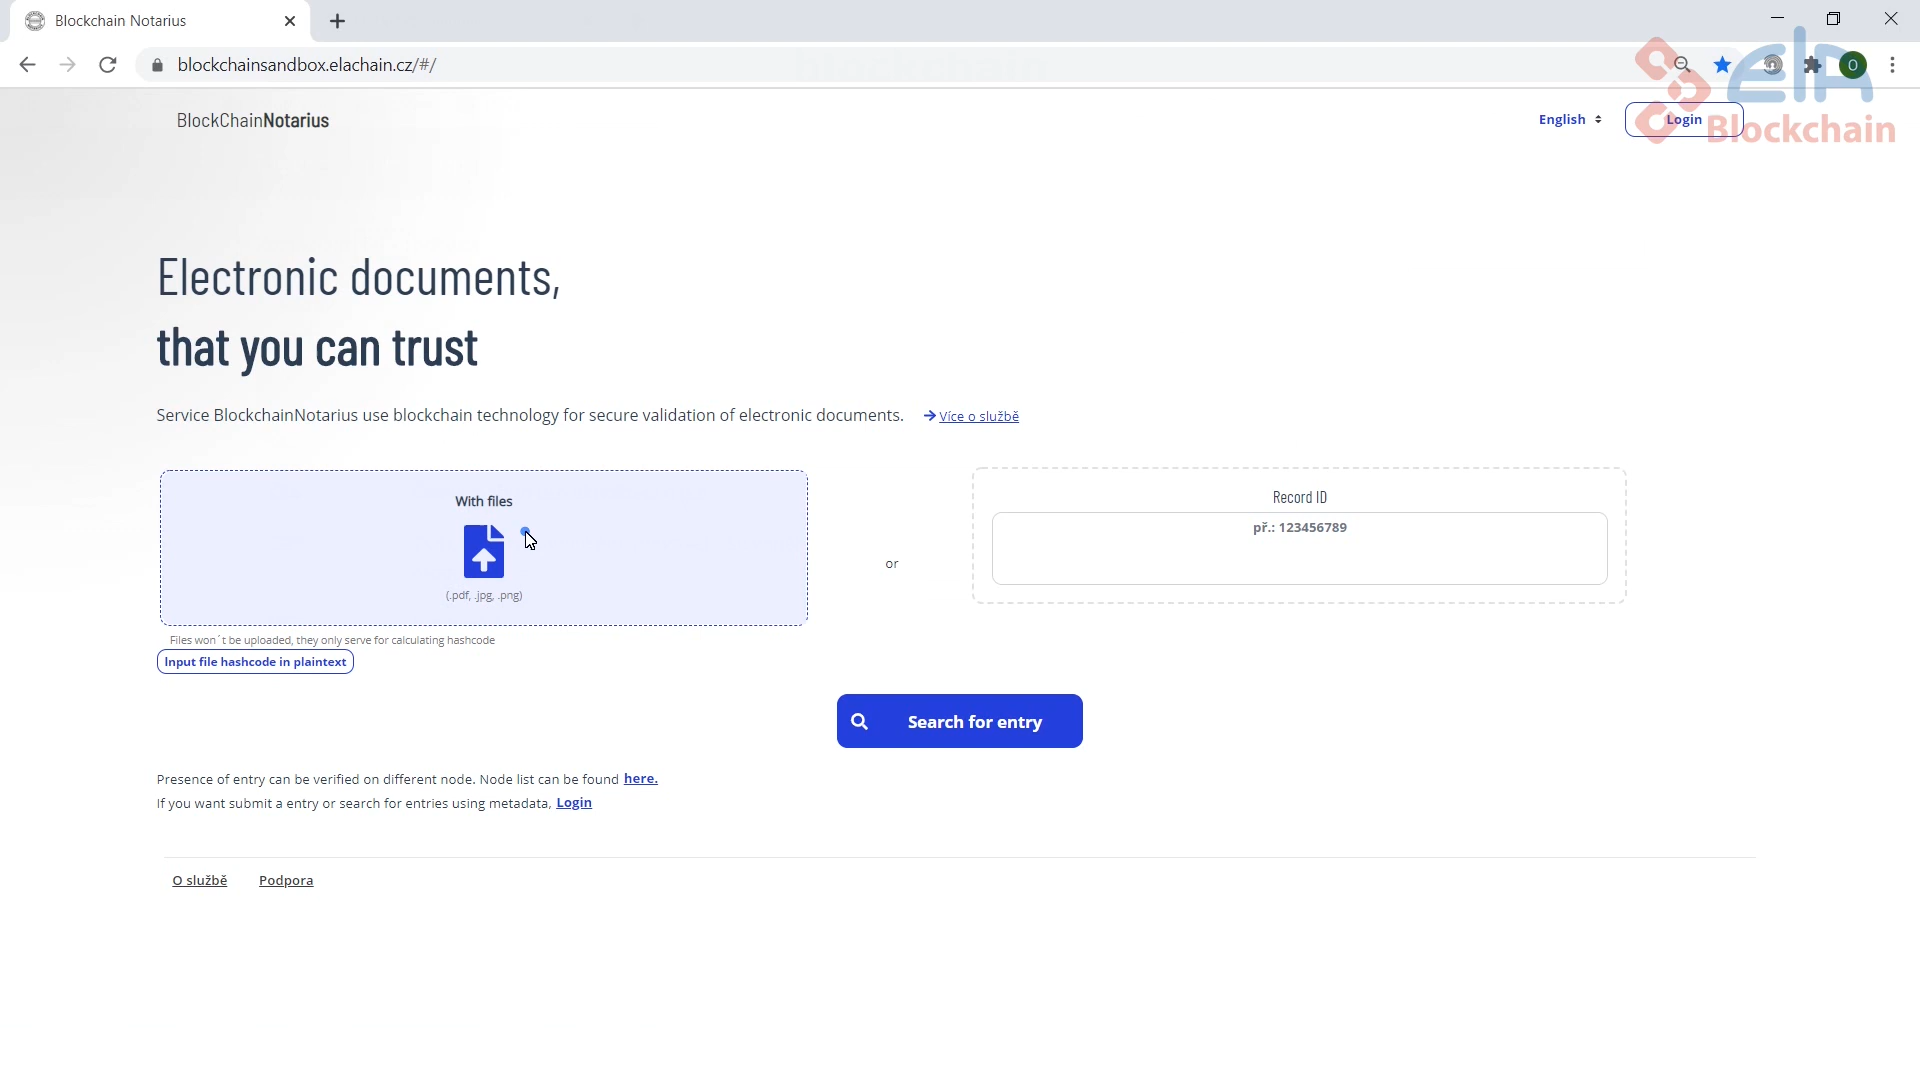 Blockchain Notarius
blockchainsandbox.elachain.cz/#/
blockchain
O
ela
Blockchain
BlockChainNotarius
English
Login
Electronic documents,
that you can trust
Service BlockchainNotarius use blockchain technology for secure validation of electronic documents.
Více o službě
With files
(.pdf, .jpg, .png)
Files won´t be uploaded, they only serve for calculating hashcode
Input file hashcode in plaintext
or
Record ID
př.: 123456789
Search for entry
Presence of entry can be verified on different node. Node list can be found here.
If you want submit a entry or search for entries using metadata, Login
O službě
Podpora